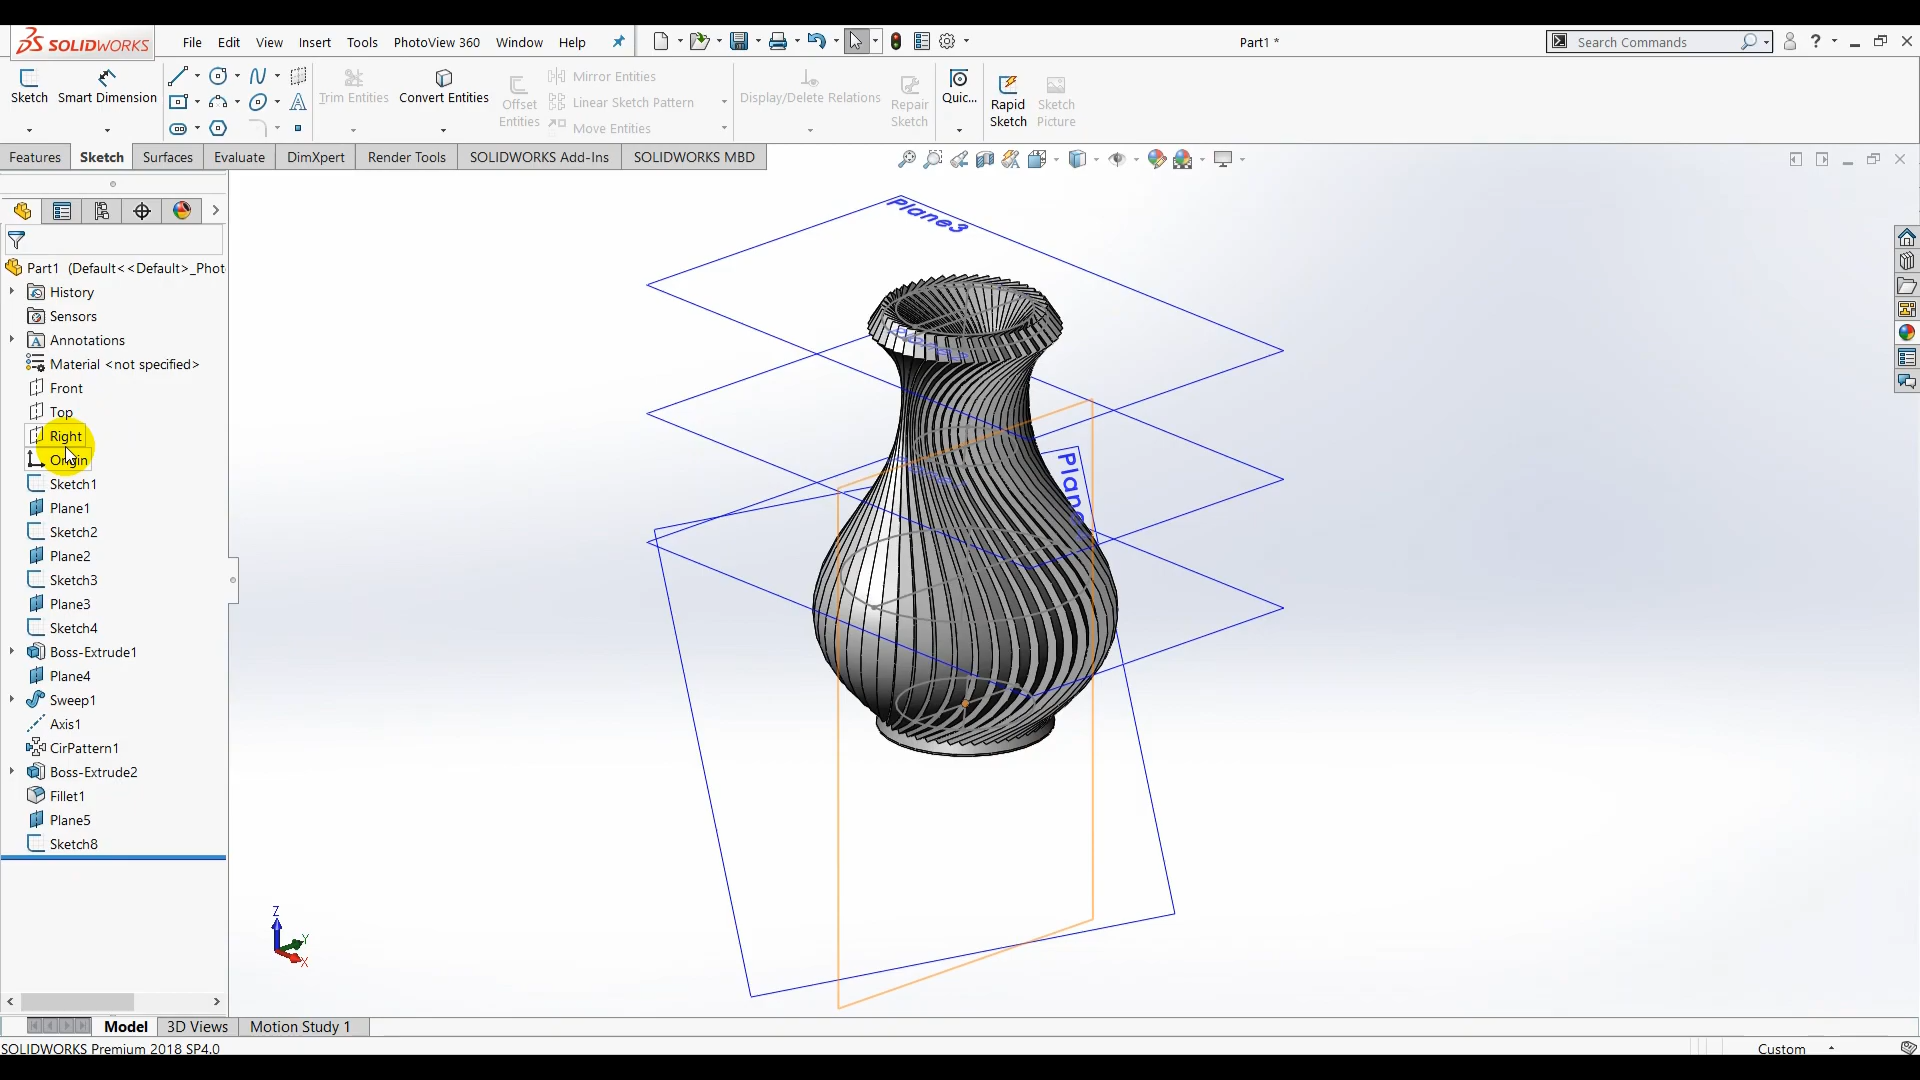 SOLIDWORKS
File Edit View Insert Tools PhotoView 360 Window Help
Part1 *
Search Commands
Sketch
Smart Dimension
Trim Entities
Convert Entities
Offset Entities
Mirror Entities
Linear Sketch Pattern
Move Entities
Display/Delete Relations
Repair Sketch
Quic...
Rapid Sketch
Sketch Picture
Features Sketch Surfaces Evaluate DimXpert Render Tools SOLIDWORKS Add-Ins SOLIDWORKS MBD
Part1 (Default<<Default>_Phot
History
Sensors
Annotations
Material <not specified>
Front
Top
Right
Origin
Sketch1
Plane1
Sketch2
Plane2
Sketch3
Plane3
Sketch4
Boss-Extrude1
Plane4
Sweep1
Axis1
CirPattern1
Boss-Extrude2
Fillet1
Plane5
Sketch8
Plane3
Plane
Z
Y
X
Model 3D Views Motion Study 1
SOLIDWORKS Premium 2018 SP4.0
Custom